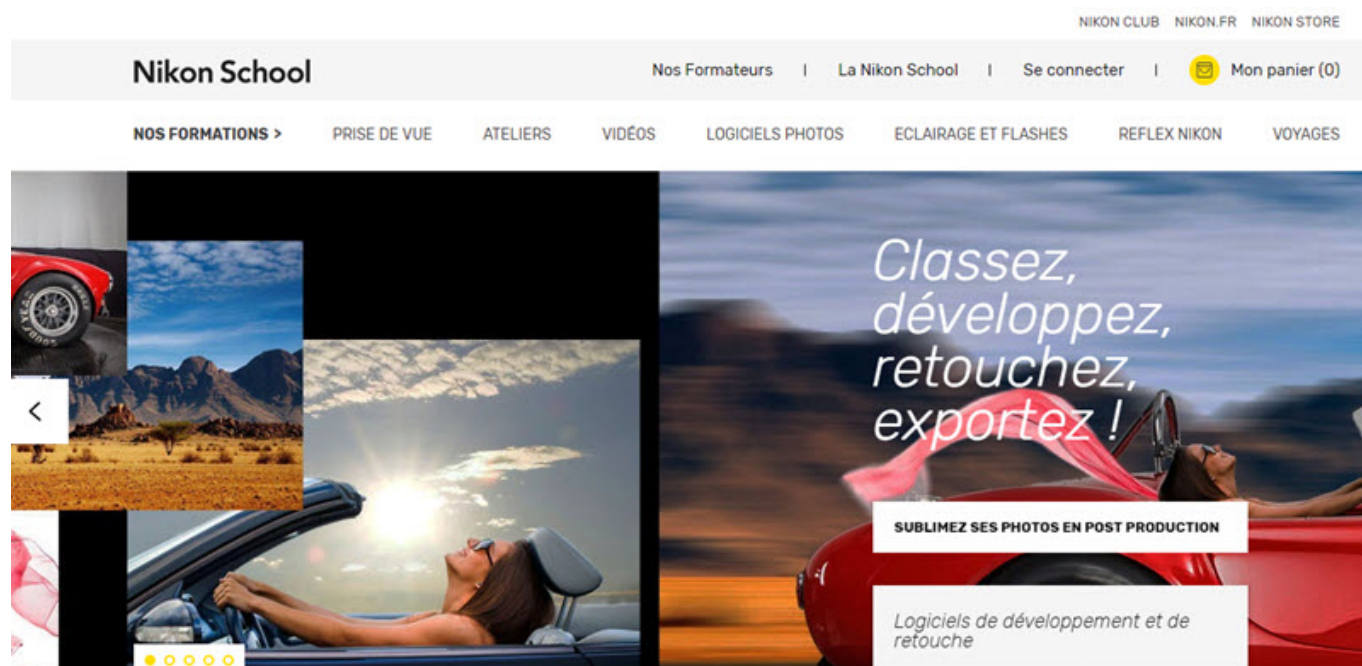 NIKON CLUB NIKON.FR NIKON STORE
Nikon School
Nos Formateurs | La Nikon School | Se connecter | Mon panier (0)
NOS FORMATIONS > PRISE DE VUE ATELIERS VIDÉOS LOGICIELS PHOTOS ECLAIRAGE ET FLASHES REFLEX NIKON VOYAGES
Classez,
développez,
retouchez,
exportez !
SUBLIMEZ SES PHOTOS EN POST PRODUCTION
Logiciels de développement et de
retouche